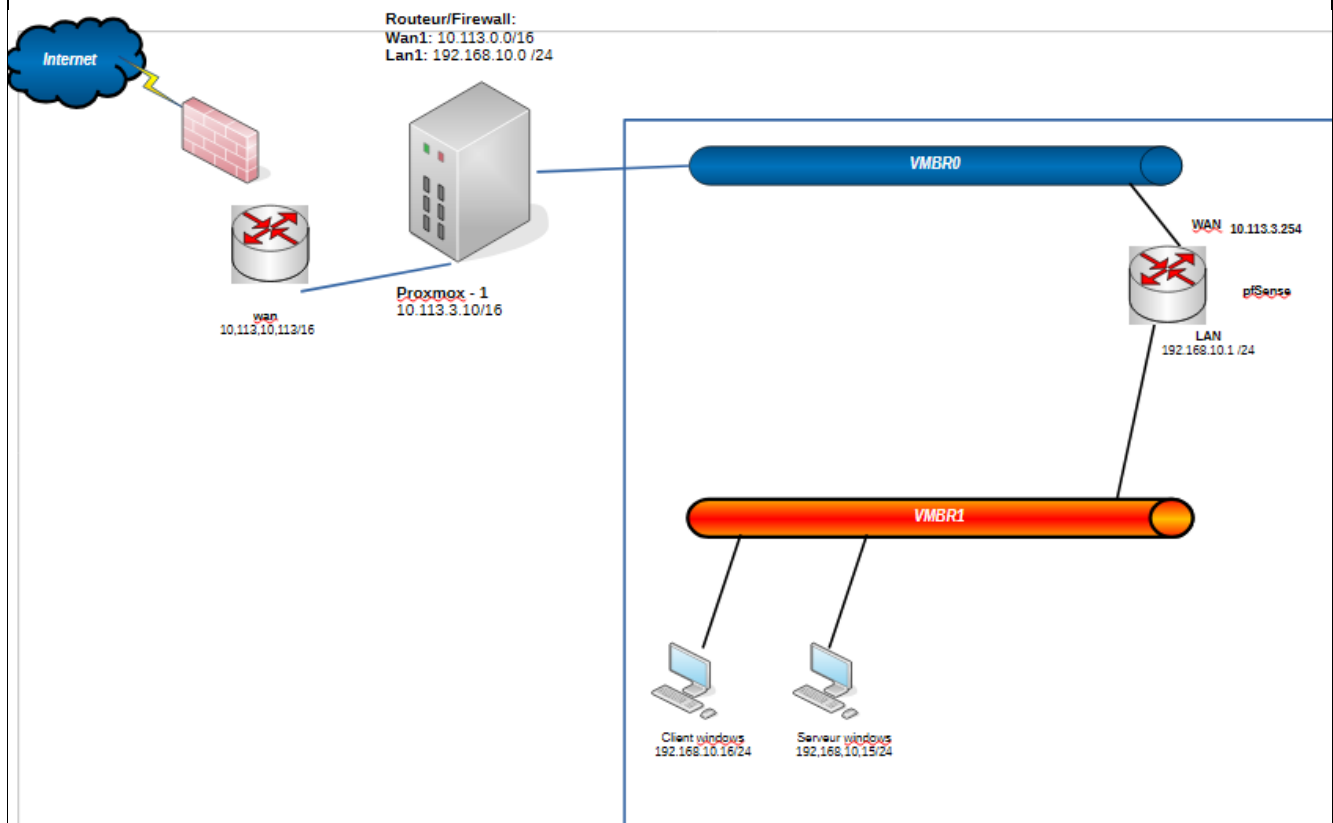 Routeur/Firewall:
Wan1: 10.113.0.0/16
Lan1: 192.168.10.0 /24
Internet
VMBR0
WAN 10.113.3.254
pfSense
Proxmox - 1
10.113.3.10/16
wan
10,113,10,113/16
LAN
192.168.10.1 /24
VMBR1
Client windows
192.168.10.16/24
Serveur windows
192,168,10,15/24